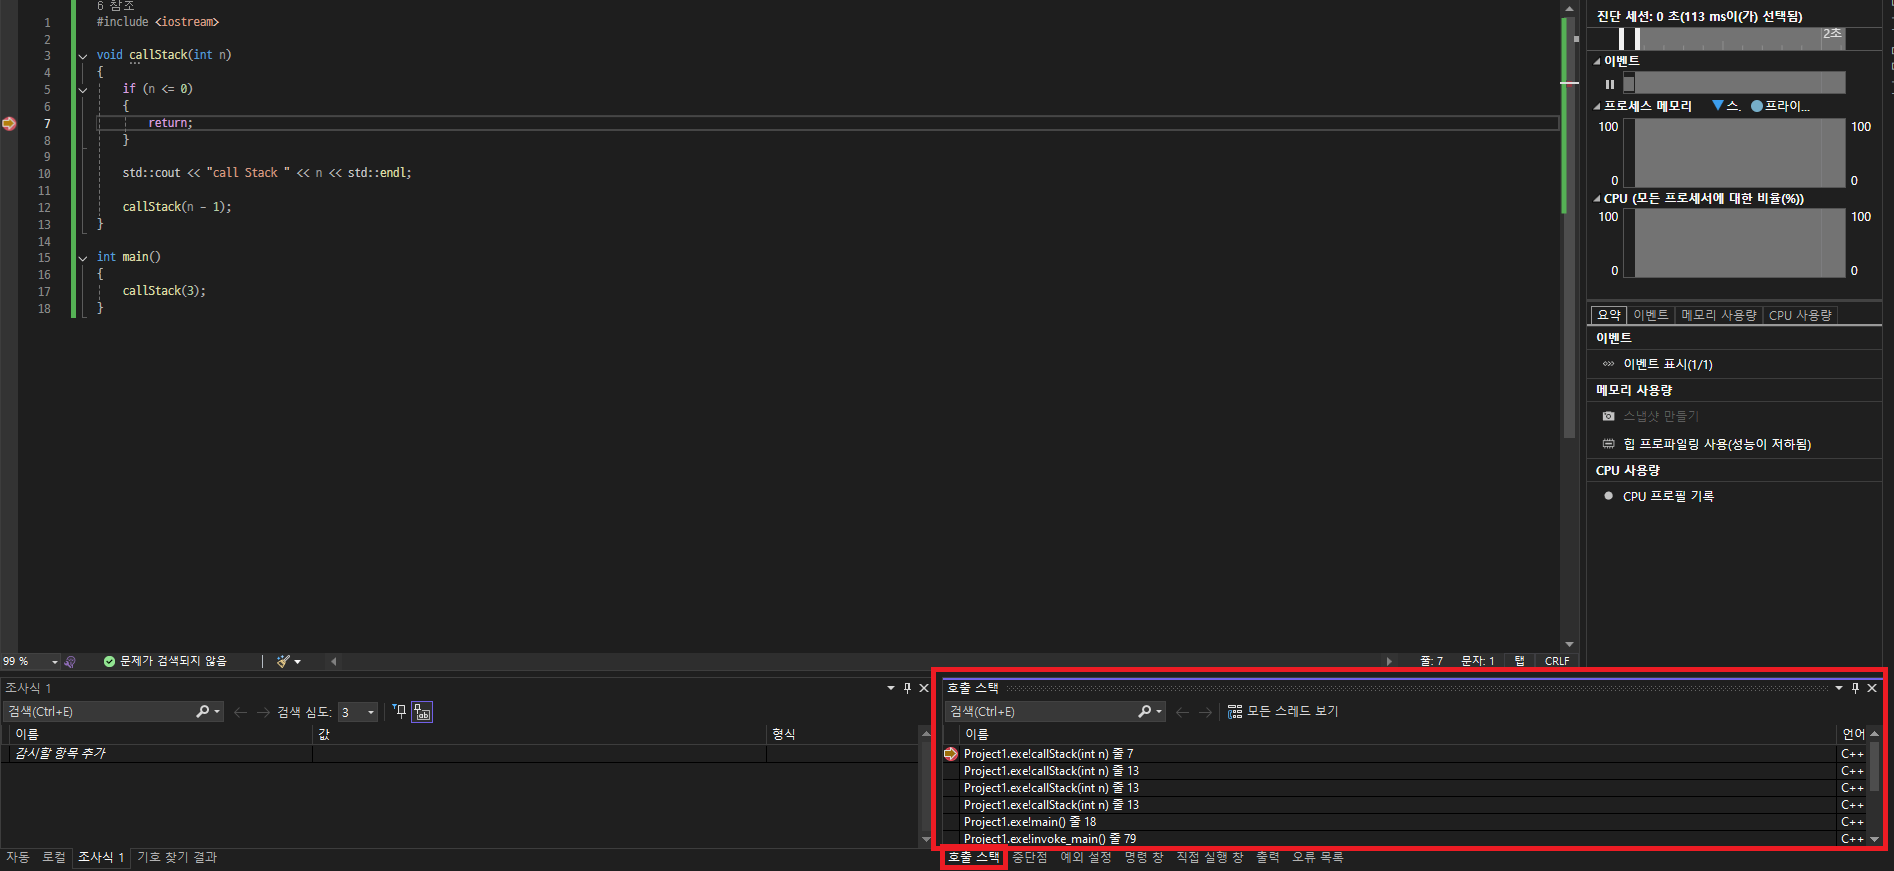 6 참조
1 #include <iostream>
2
3 void callStack(int n)
4 {
5 if (n <= 0)
6 {
7 return;
8 }
9
10 std::cout << "call Stack " << n << std::endl;
11
12 callStack(n - 1);
13 }
14
15 int main()
16 {
17 callStack(3);
18 }
99 %
문제가 검색되지 않음
줄: 7 문자: 1 탭 CRLF
진단 세션: 0 초(113 ms이(가) 선택됨)
2초
이벤트
프로세스 메모리 스. 프라이...
100 100
0 0
CPU (모든 프로세서에 대한 비율(%))
100 100
0 0
요약 이벤트 메모리 사용량 CPU 사용량
이벤트
이벤트 표시(1/1)
메모리 사용량
스냅샷 만들기
힙 프로파일링 사용(성능이 저하됨)
CPU 사용량
CPU 프로필 기록
조사식 1
검색(Ctrl+E) 검색 심도: 3
이름 값 형식
감시할 항목 추가
자동 로컬 조사식 1 기호 찾기 결과
호출 스택
검색(Ctrl+E) 모든 스레드 보기
이름 언어
Project1.exe!callStack(int n) 줄 7 C++
Project1.exe!callStack(int n) 줄 13 C++
Project1.exe!callStack(int n) 줄 13 C++
Project1.exe!callStack(int n) 줄 13 C++
Project1.exe!main() 줄 18 C++
Project1.exe!invoke_main() 줄 79 C++
호출 스택 중단점 예외 설정 명령 창 직접 실행 창 출력 오류 목록